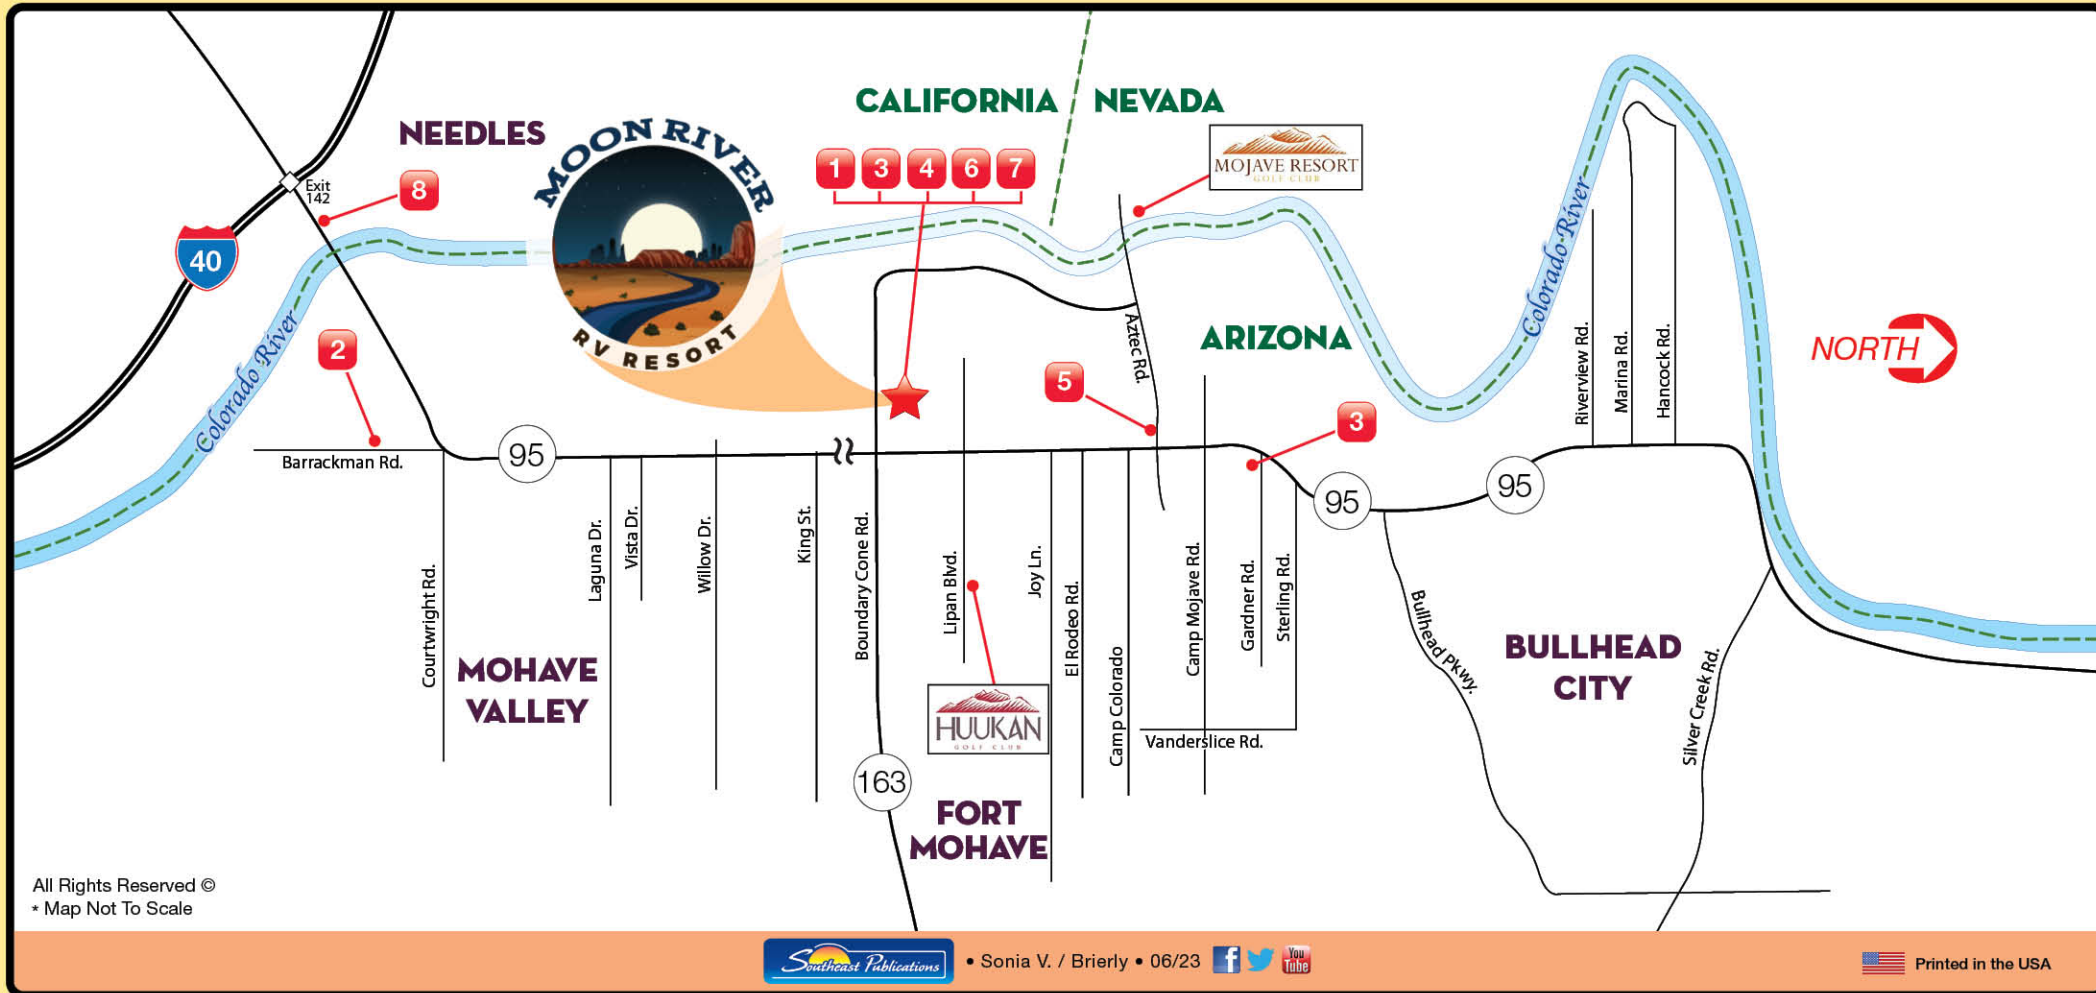 CALIFORNIA NEVADA
NEEDLES
MOON RIVER
RV RESORT
MOJAVE RESORT
GOLF CLUB
1 3 4 6 7
Exit
142
8
40
Colorado River
2
Barrackman Rd.
95
Aztec Rd.
ARIZONA
5
3
Colorado River
Riverview Rd.
Marina Rd.
Hancock Rd.
NORTH
95
95
Courtwright Rd.
Laguna Dr.
Vista Dr.
Willow Dr.
King St.
Boundary Cone Rd.
Lipan Blvd.
Joy Ln.
El Rodeo Rd.
Camp Colorado
Camp Mojave Rd.
Gardner Rd.
Sterling Rd.
Vanderslice Rd.
Bullhead Pkwy.
Silver Creek Rd.
MOHAVE
VALLEY
HUUKAN
GOLF CLUB
163
FORT
MOHAVE
BULLHEAD
CITY
All Rights Reserved ©
* Map Not To Scale
Southeast Publications • Sonia V. / Brierly • 06/23 f You Tube
Printed in the USA